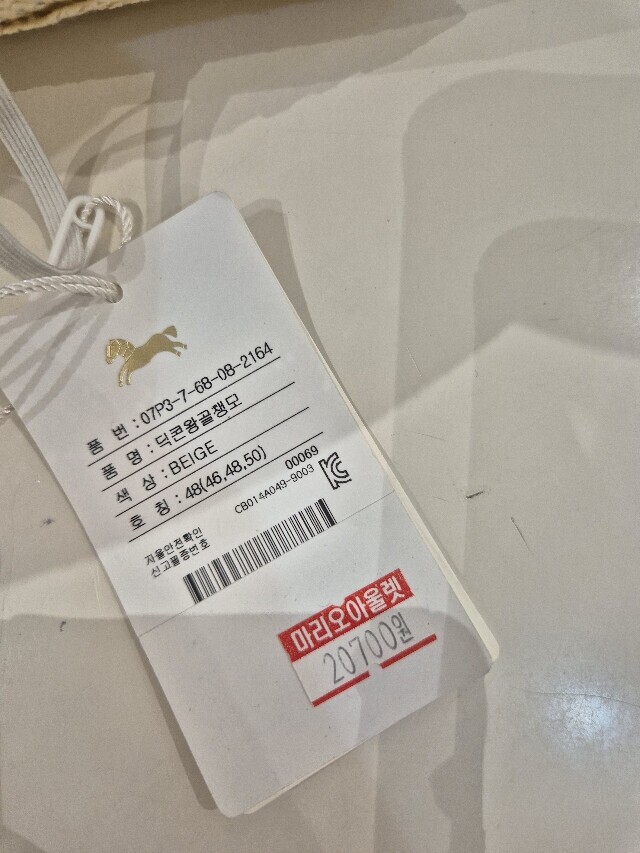 품 번 : 07P3-7-68-08-2164
품 명 : 딕콘왕골챙모
색 상 : BEIGE
호 칭 : 48(46,48,50)
00069
자율안전확인
신고필증번호
CB014A049-9003
마리오아울렛
20700원